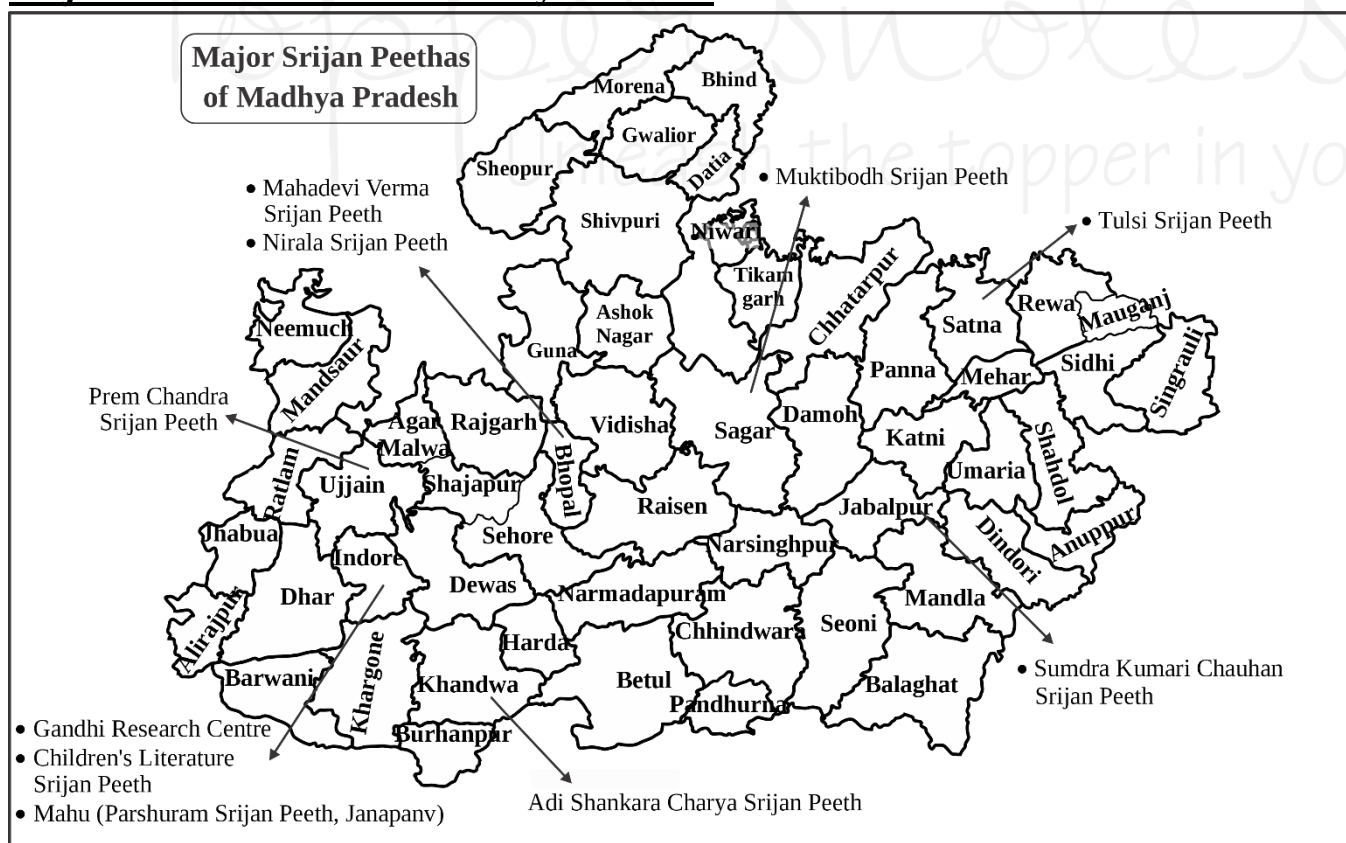 Major Srijan Peethas
of Madhya Pradesh
Bhind
Morena
Gwalior
Datia
Sheopur
Unleash the topper in yo
• Mahadevi Verma
Srijan Peeth
• Nirala Srijan Peeth
• Muktibodh Srijan Peeth
• Tulsi Srijan Peeth
Shivpuri
Niwari
Tikam
garh
Chhatarpur
Neemuch
Mandsaur
Ashok
Nagar
Guna
Rewa
Mauganj
Satna
Sidhi
Singrauli
Panna
Mehar
Prem Chandra
Srijan Peeth
Agar
Malwa
Rajgarh
Vidisha
Sagar
Damoh
Katni
Umaria
Shahdol
Ratlam
Ujjain
Shajapur
Bhopal
Raisen
Jabalpur
Dindori
Anuppur
Jhabua
Indore
Sehore
Narsinghpur
Alirajpur
Dhar
Dewas
Narmadapuram
Mandla
Harda
Chhindwara
Seoni
Barwani
Khargone
Khandwa
Betul
Pandhurna
Balaghat
Burhanpur
• Sumdra Kumari Chauhan
Srijan Peeth
• Gandhi Research Centre
• Children's Literature
Srijan Peeth
• Mahu (Parshuram Srijan Peeth, Janapanv)
Adi Shankara Charya Srijan Peeth